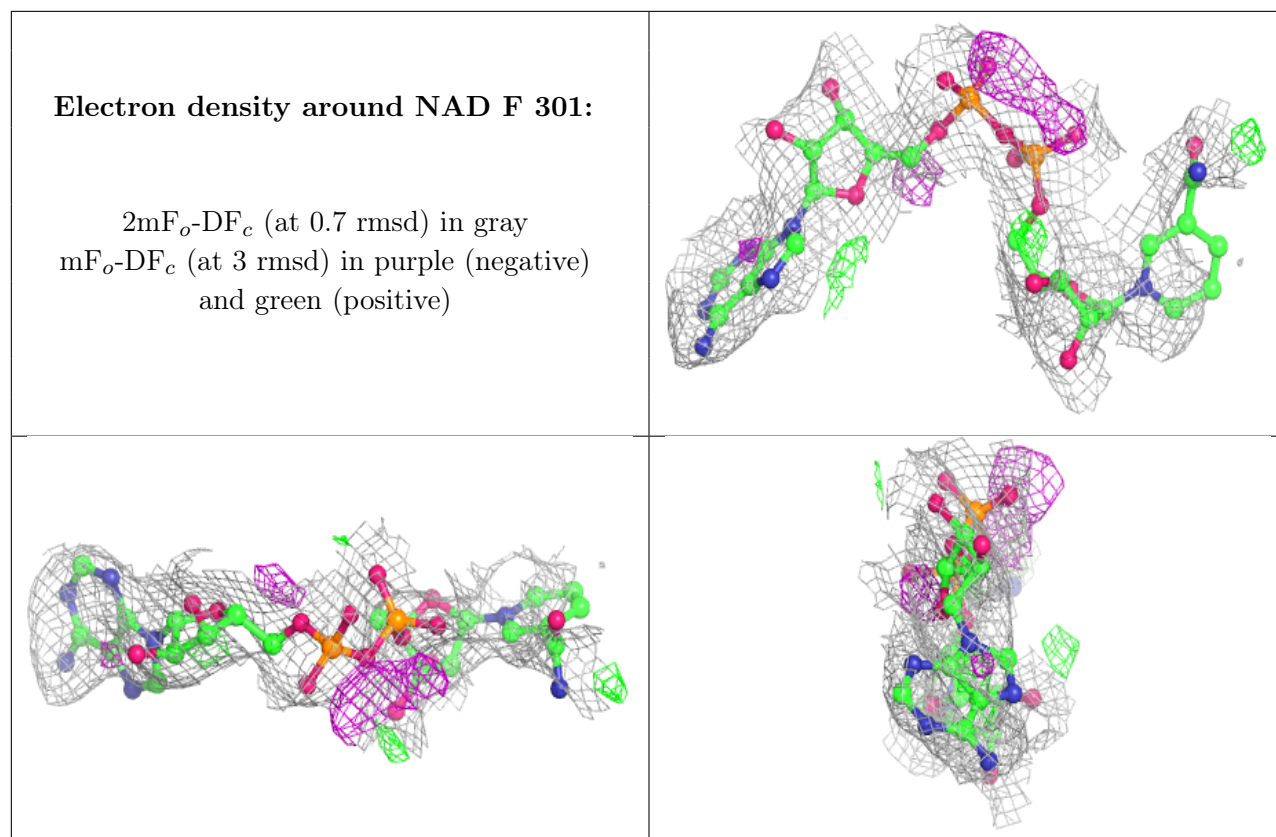 Electron density around NAD F 301:
2mFo-DFc (at 0.7 rmsd) in gray
mFo-DFc (at 3 rmsd) in purple (negative)
and green (positive)